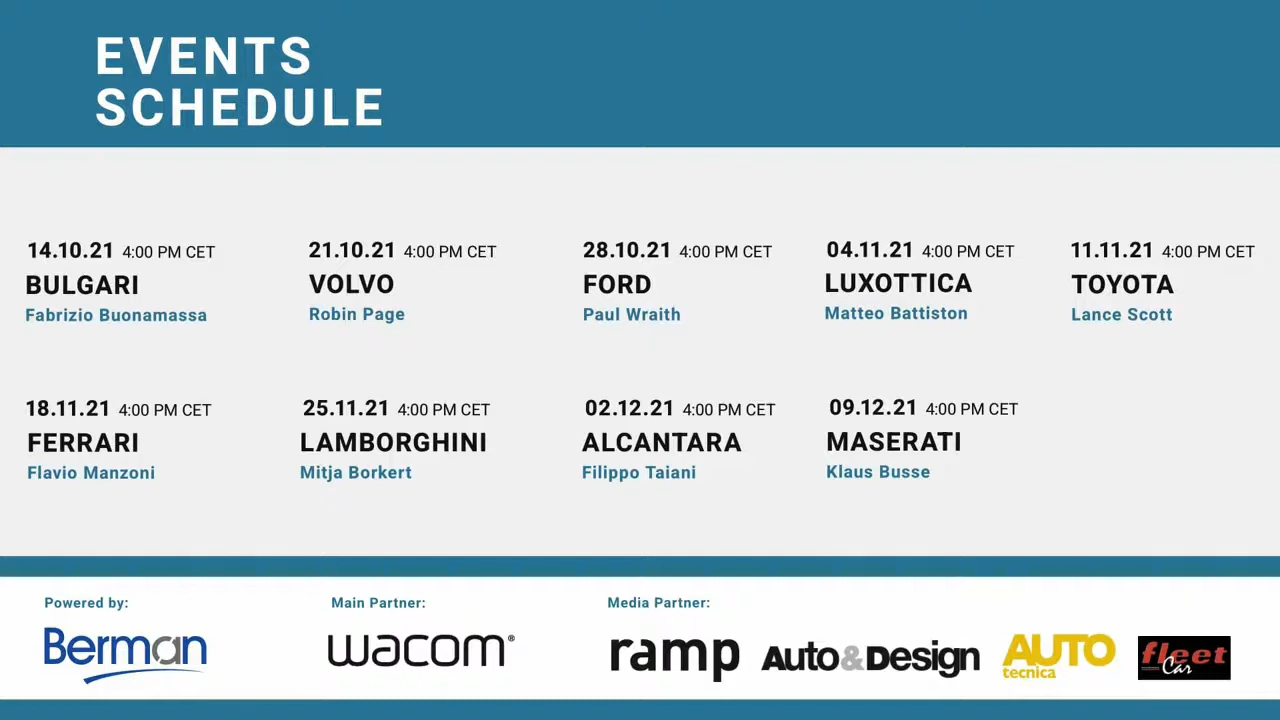 EVENTS
SCHEDULE
14.10.21 4:00 PM CET
BULGARI
Fabrizio Buonamassa
21.10.21 4:00 PM CET
VOLVO
Robin Page
28.10.21 4:00 PM CET
FORD
Paul Wraith
04.11.21 4:00 PM CET
LUXOTTICA
Matteo Battiston
11.11.21 4:00 PM CET
TOYOTA
Lance Scott
18.11.21 4:00 PM CET
FERRARI
Flavio Manzoni
25.11.21 4:00 PM CET
LAMBORGHINI
Mitja Borkert
02.12.21 4:00 PM CET
ALCANTARA
Filippo Taiani
09.12.21 4:00 PM CET
MASERATI
Klaus Busse
Powered by:
Berman
Main Partner:
wacom®
Media Partner:
ramp
Auto&Design
AUTO
tecnica
fleet
Car